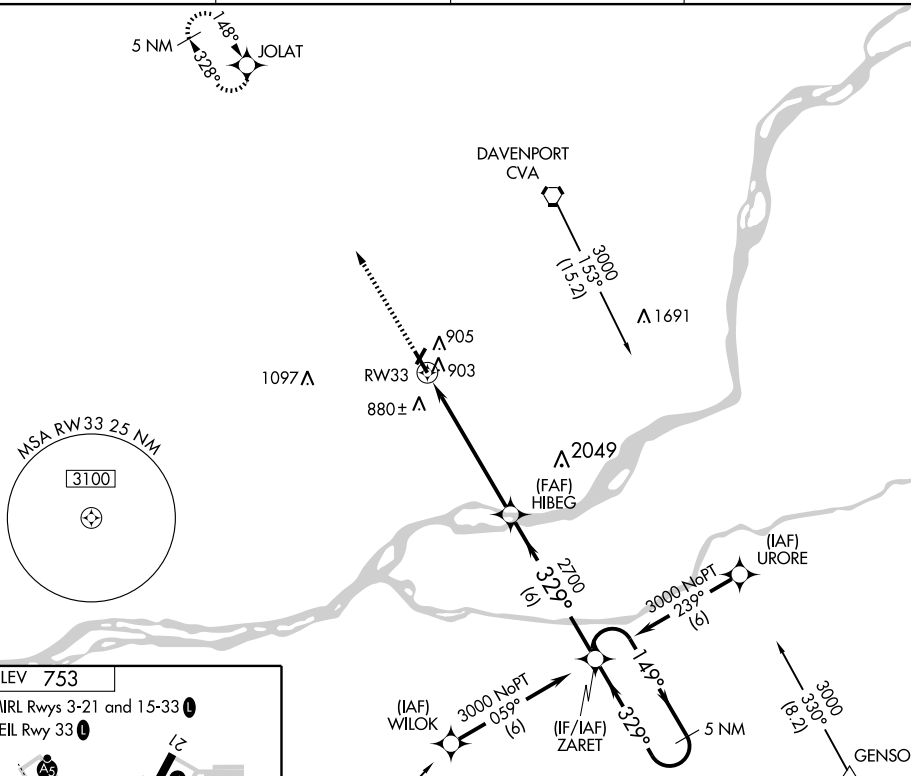 148°
5 NM
328°
JOLAT
DAVENPORT
CVA
3000
153°
(15.2)
1691
905
RW33
903
1097
880±
MSA RW33 25 NM
3100
2049
(FAF)
HIBEG
2700
329°
(6)
(IAF)
URORE
3000 NoPT
239°
(6)
149°
329°
5 NM
(IF/IAF)
ZARET
(IAF)
WILOK
3000 NoPT
059°
(6)
3000
330°
(8.2)
GENSO
LEV 753
MIRL Rwys 3-21 and 15-33 L
EIL Rwy 33 L
A5
21